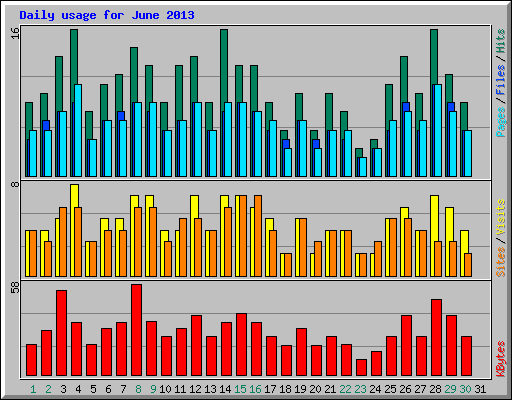 Daily usage for June 2013
16
Pages / Files / Hits
8
Sites / Visits
58
KBytes
1 2 3 4 5 6 7 8 9 10 11 12 13 14 15 16 17 18 19 20 21 22 23 24 25 26 27 28 29 30 31